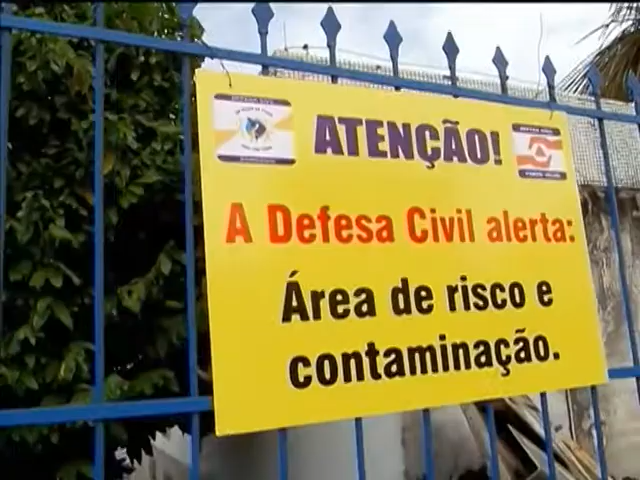 ATENÇÃO!
A Defesa Civil alerta:
Área de risco e
contaminação.